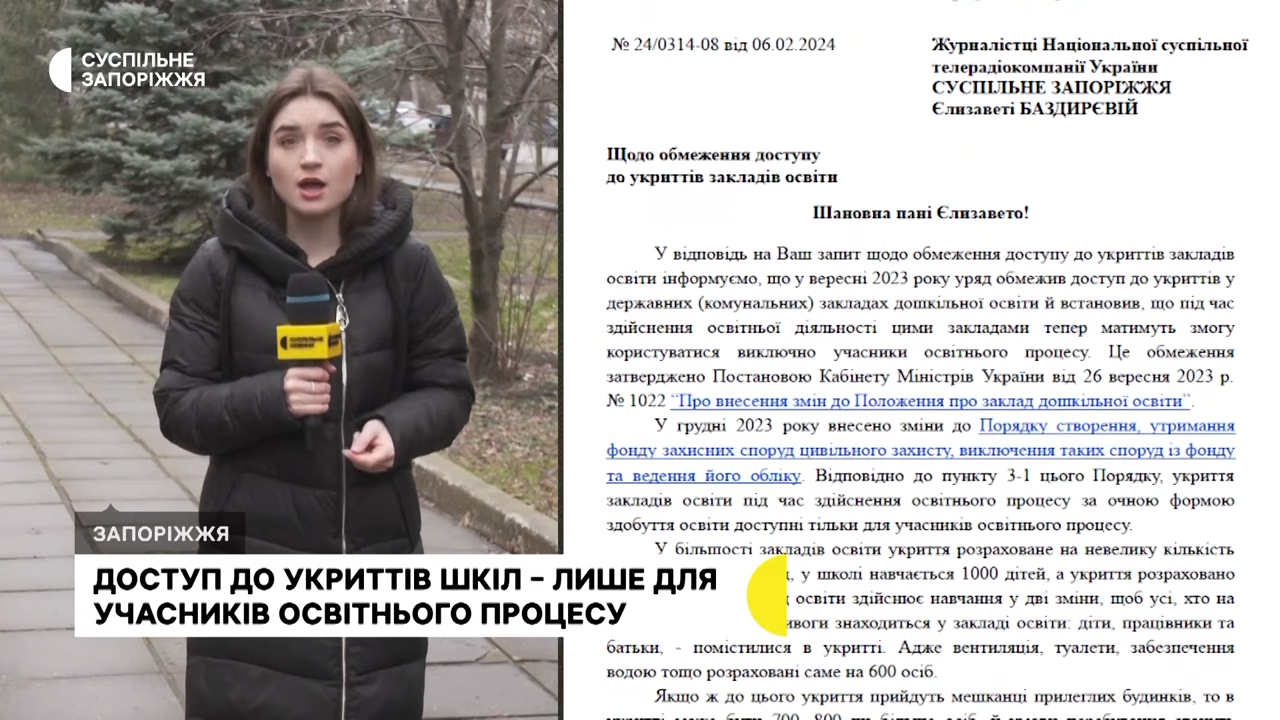 СУСПІЛЬНЕ
ЗАПОРІЖЖЯ
СУСПІЛЬНЕ
НОВИНИ
ЗАПОРІЖЖЯ
ДОСТУП ДО УКРИТТІВ ШКІЛ – ЛИШЕ ДЛЯ
УЧАСНИКІВ ОСВІТНЬОГО ПРОЦЕСУ
№ 24/0314-08 від 06.02.2024
Журналістці Національної суспільної
телерадіокомпанії України
СУСПІЛЬНЕ ЗАПОРІЖЖЯ
Єлизаветі БАЗДИРЄВІЙ
Щодо обмеження доступу
до укриттів закладів освіти
Шановна пані Єлизавето!
У відповідь на Ваш запит щодо обмеження доступу до укриттів закладів
освіти інформуємо, що у вересні 2023 року уряд обмежив доступ до укриттів у
державних (комунальних) закладах дошкільної освіти й встановив, що під час
здійснення освітньої діяльності цими закладами тепер матимуть змогу
користуватися виключно учасники освітнього процесу. Це обмеження
затверджено Постановою Кабінету Міністрів України від 26 вересня 2023 р.
№ 1022 “Про внесення змін до Положення про заклад дошкільної освіти”.
У грудні 2023 року внесено зміни до Порядку створення, утримання
фонду захисних споруд цивільного захисту, виключення таких споруд із фонду
та ведення його обліку. Відповідно до пункту 3-1 цього Порядку, укриття
закладів освіти під час здійснення освітнього процесу за очною формою
здобуття освіти доступні тільки для учасників освітнього процесу.
У більшості закладів освіти укриття розраховане на невелику кількість
у школі навчається 1000 дітей, а укриття розраховано
освіти здійснює навчання у дві зміни, щоб усі, хто на
знаходиться у закладі освіти: діти, працівники та
батьки, - помістилися в укритті. Адже вентиляція, туалети, забезпечення
водою тощо розраховані саме на 600 осіб.
Якщо ж до цього укриття прийдуть мешканці прилеглих будинків, то в